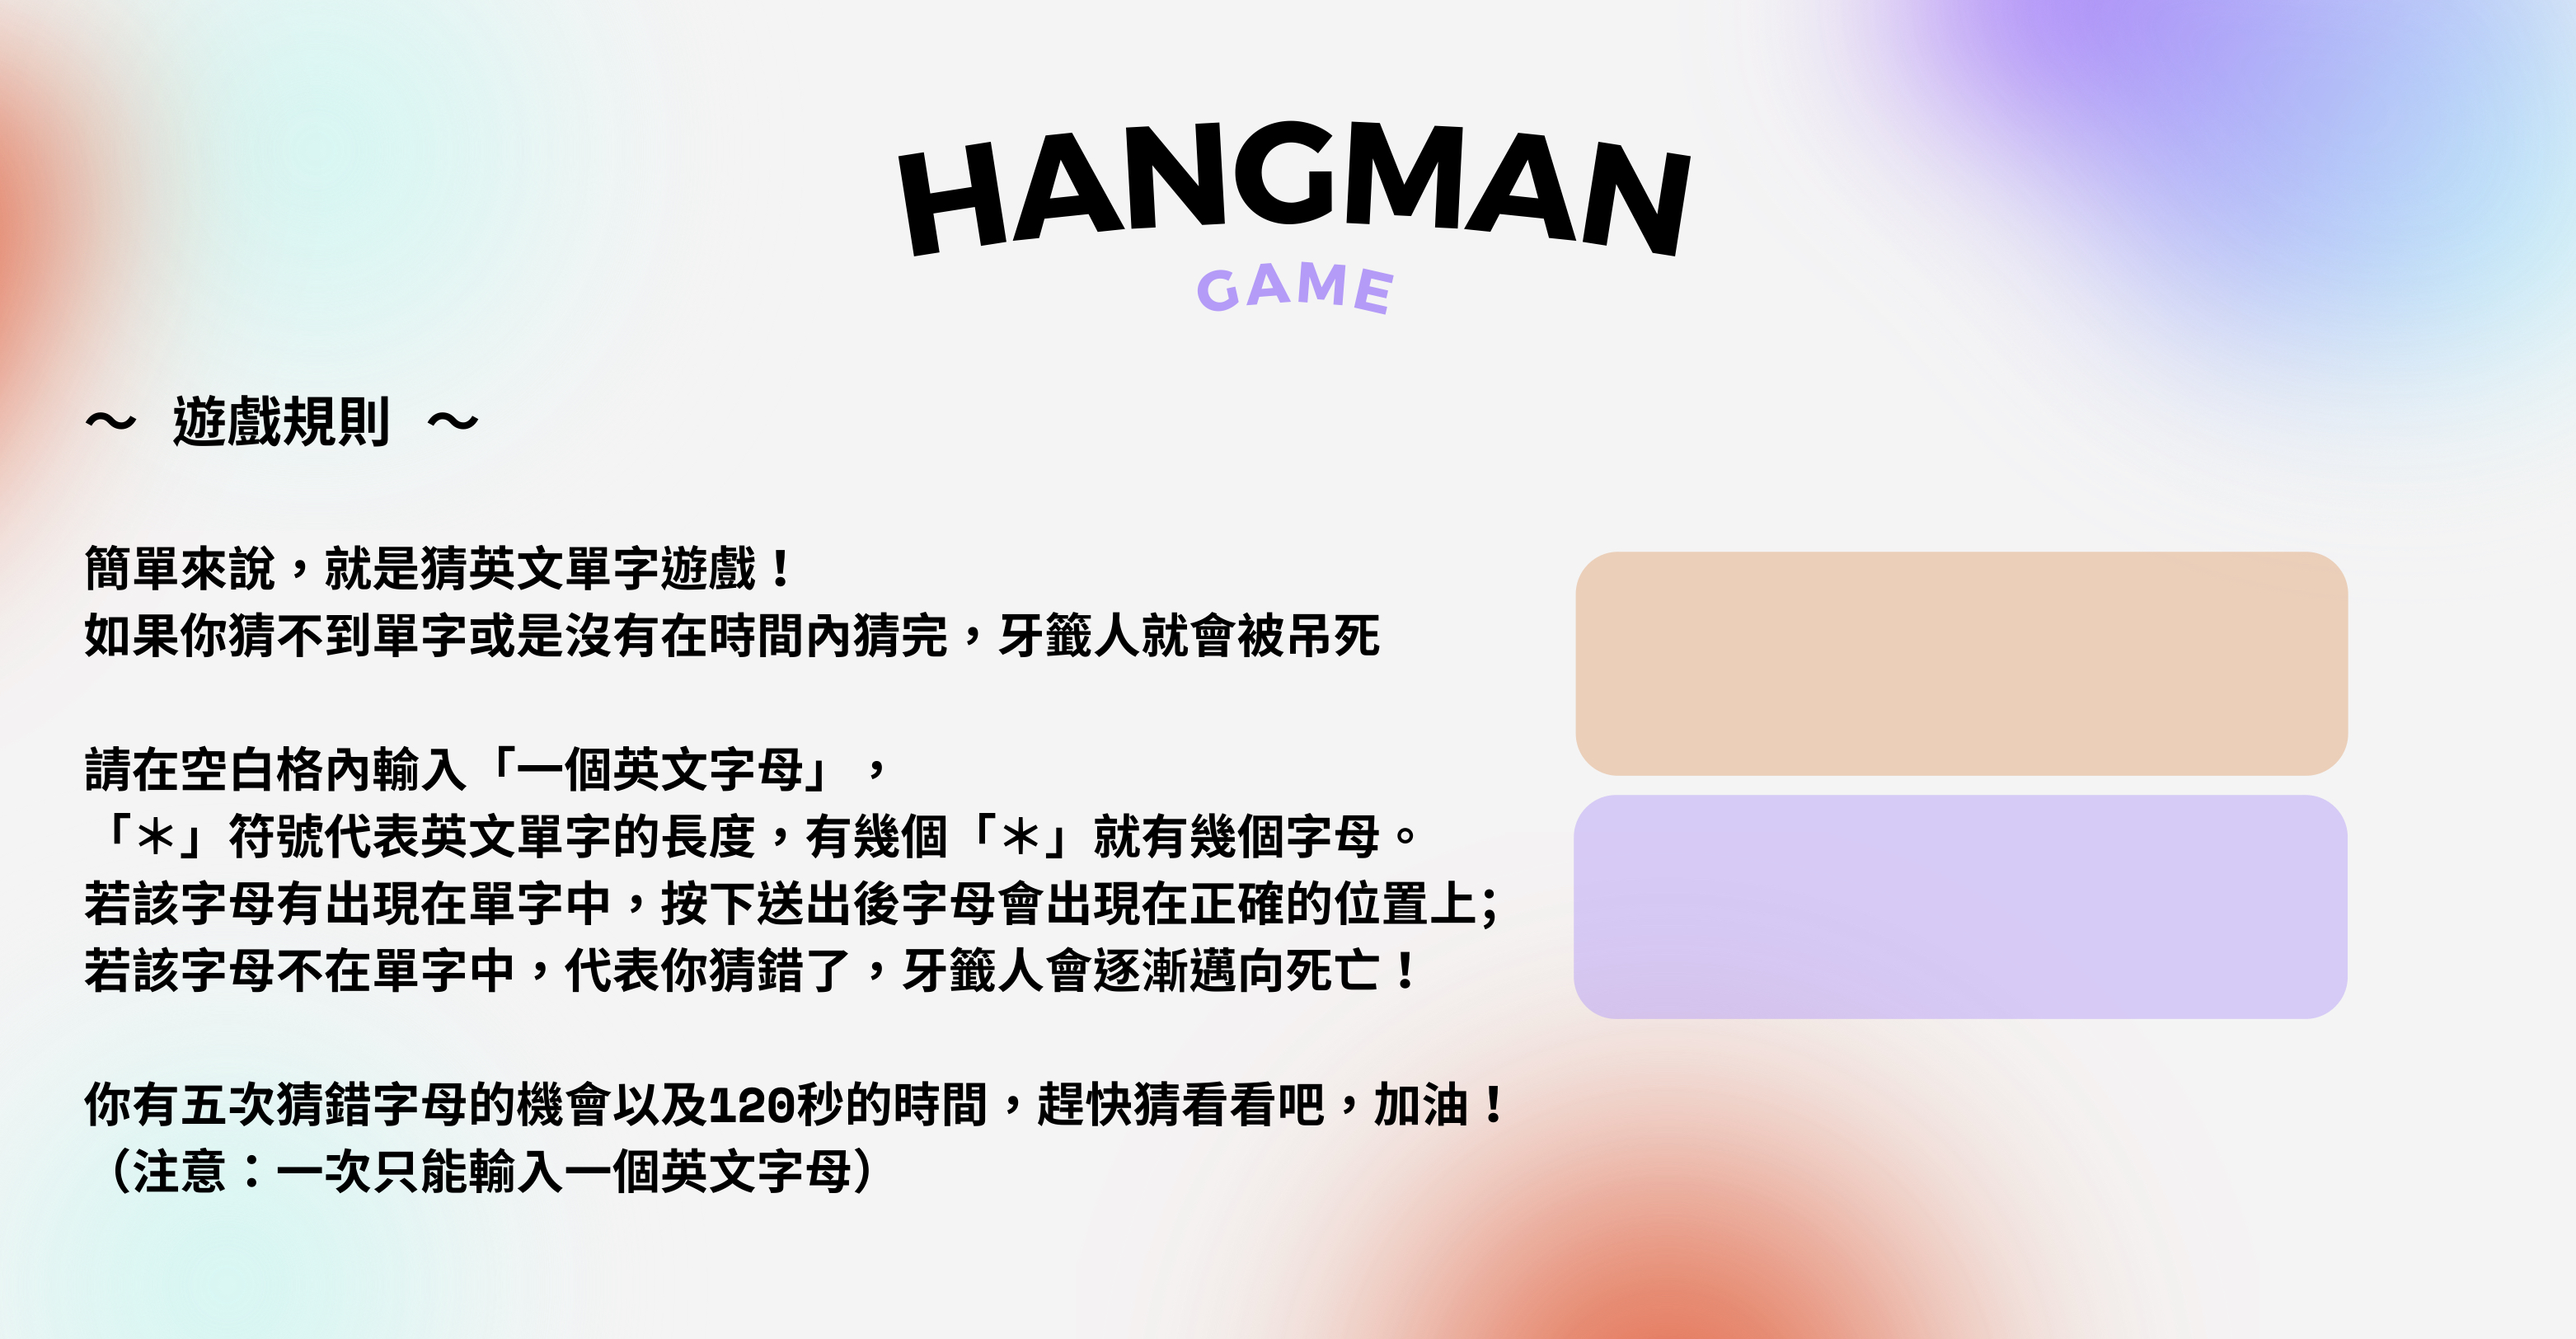 HANGMAN
GAME
～ 遊戲規則 ～
簡單來說，就是猜英文單字遊戲！
如果你猜不到單字或是沒有在時間內猜完，牙籤人就會被吊死
請在空白格內輸入「一個英文字母」，
「＊」符號代表英文單字的長度，有幾個「＊」就有幾個字母。
若該字母有出現在單字中，按下送出後字母會出現在正確的位置上；
若該字母不在單字中，代表你猜錯了，牙籤人會逐漸邁向死亡！
你有五次猜錯字母的機會以及120秒的時間，趕快猜看看吧，加油！
（注意：一次只能輸入一個英文字母）